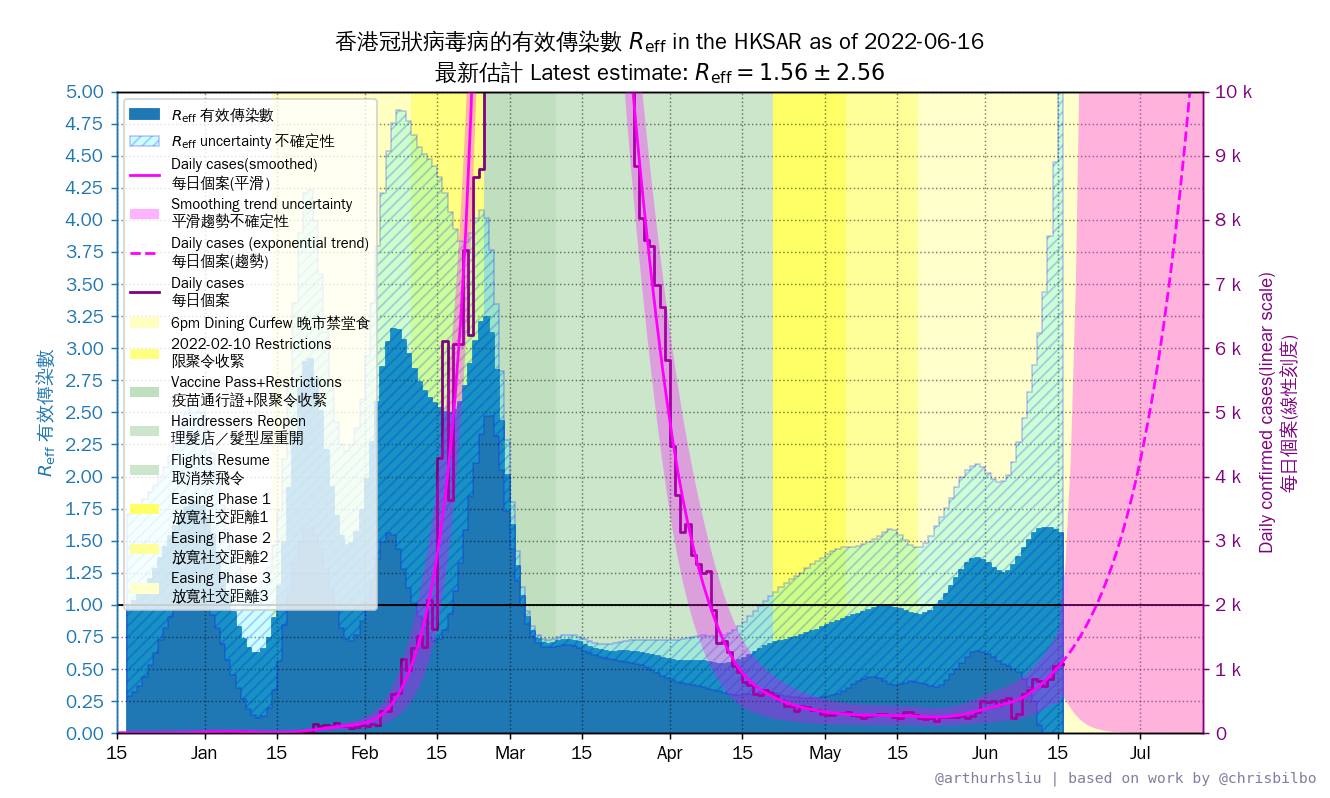 香港冠狀病毒病的有效傳染數 Reff in the HKSAR as of 2022-06-16
最新估計 Latest estimate: Reff = 1.56 ± 2.56
Reff 有效傳染數
Reff uncertainty 不確定性
Daily cases(smoothed)
每日個案(平滑)
Smoothing trend uncertainty
平滑趨勢不確定性
Daily cases (exponential trend)
每日個案(趨勢)
Daily cases
每日個案
6pm Dining Curfew 晚市禁堂食
2022-02-10 Restrictions
限聚令收緊
Vaccine Pass+Restrictions
疫苗通行證+限聚令收緊
Hairdressers Reopen
理髮店／髮型屋重開
Flights Resume
取消禁飛令
Easing Phase 1
放寬社交距離1
Easing Phase 2
放寬社交距離2
Easing Phase 3
放寬社交距離3
Reff 有效傳染數
5.00
4.75
4.50
4.25
4.00
3.75
3.50
3.25
3.00
2.75
2.50
2.25
2.00
1.75
1.50
1.25
1.00
0.75
0.50
0.25
0.00
10 k
9 k
8 k
7 k
6 k
5 k
4 k
3 k
2 k
1 k
0
Daily confirmed cases(linear scale)
每日個案(線性刻度)
15 Jan 15 Feb 15 Mar 15 Apr 15 May 15 Jun 15 Jul
@arthurhsliu | based on work by @chrisbilbo